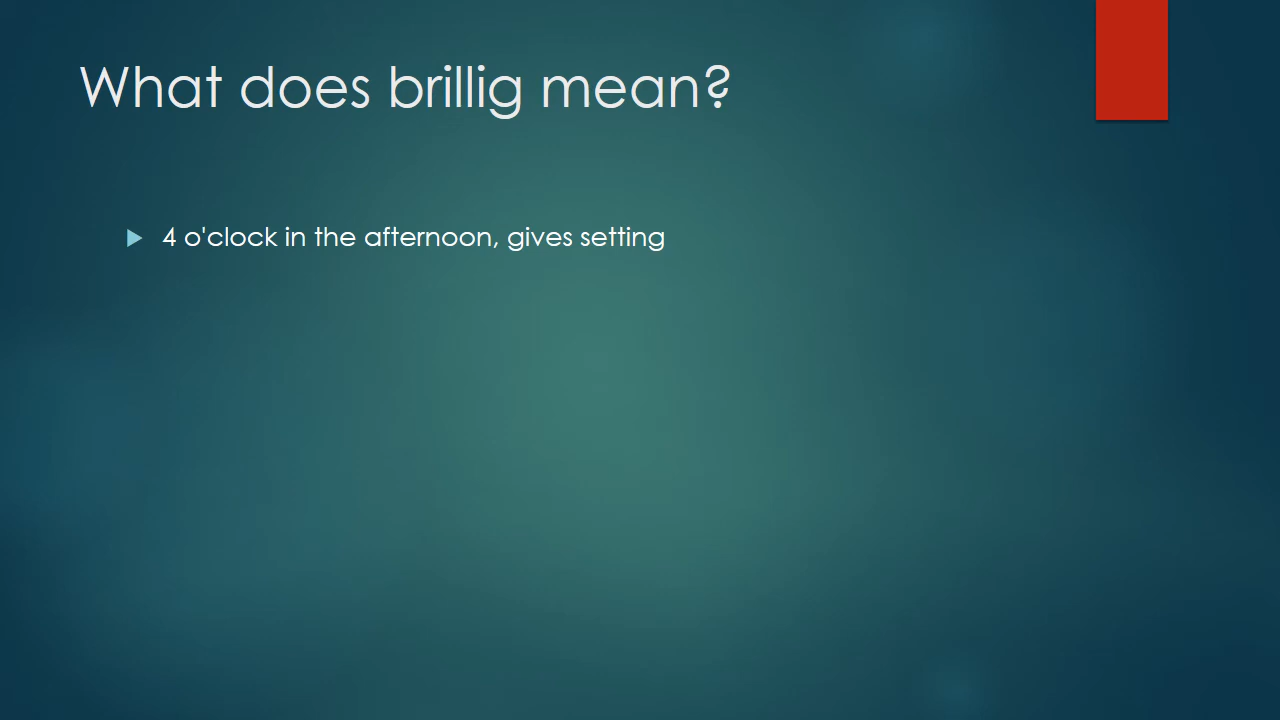 What does brillig mean?
4 o'clock in the afternoon, gives setting